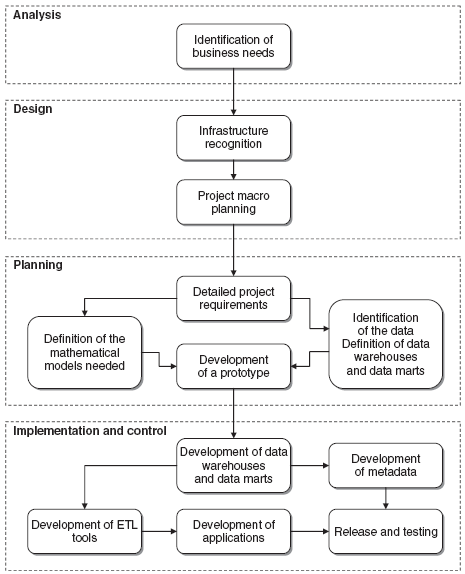 Analysis
Identification of
business needs
Design
Infrastructure
recognition
Project macro
planning
Planning
Detailed project
requirements
Definition of the
mathematical
models needed
Development
of a prototype
Identification
of the data
Definition of data
warehouses
and data marts
Implementation and control
Development of data
warehouses
and data marts
Development
of metadata
Development of ETL
tools
Development of
applications
Release and testing